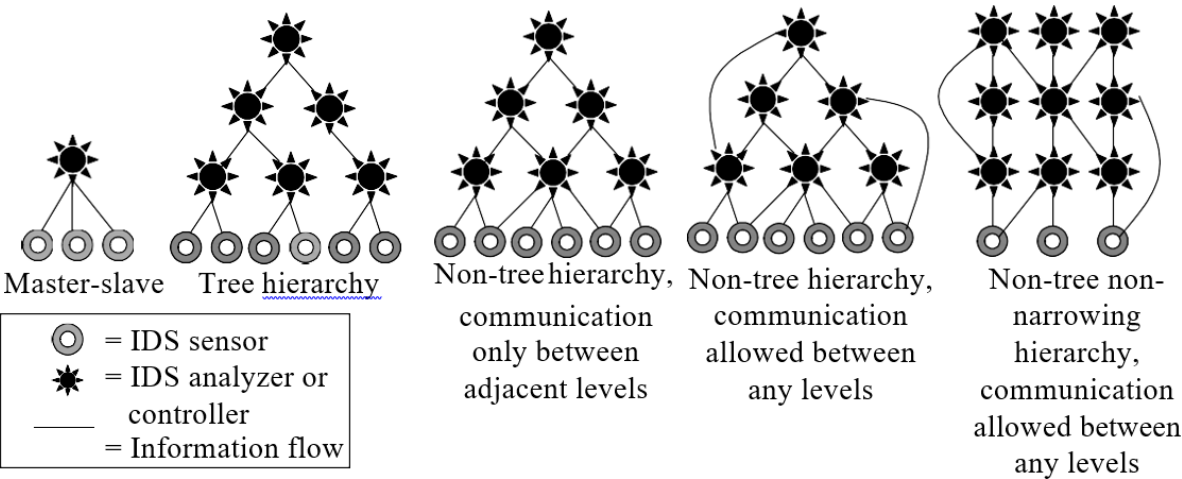 Master-slave
Tree hierarchy
Non-tree hierarchy,
communication
only between
adjacent levels
Non-tree hierarchy,
communication
allowed between
any levels
Non-tree non-
narrowing
hierarchy,
communication
allowed between
any levels
= IDS sensor
= IDS analyzer or
controller
= Information flow